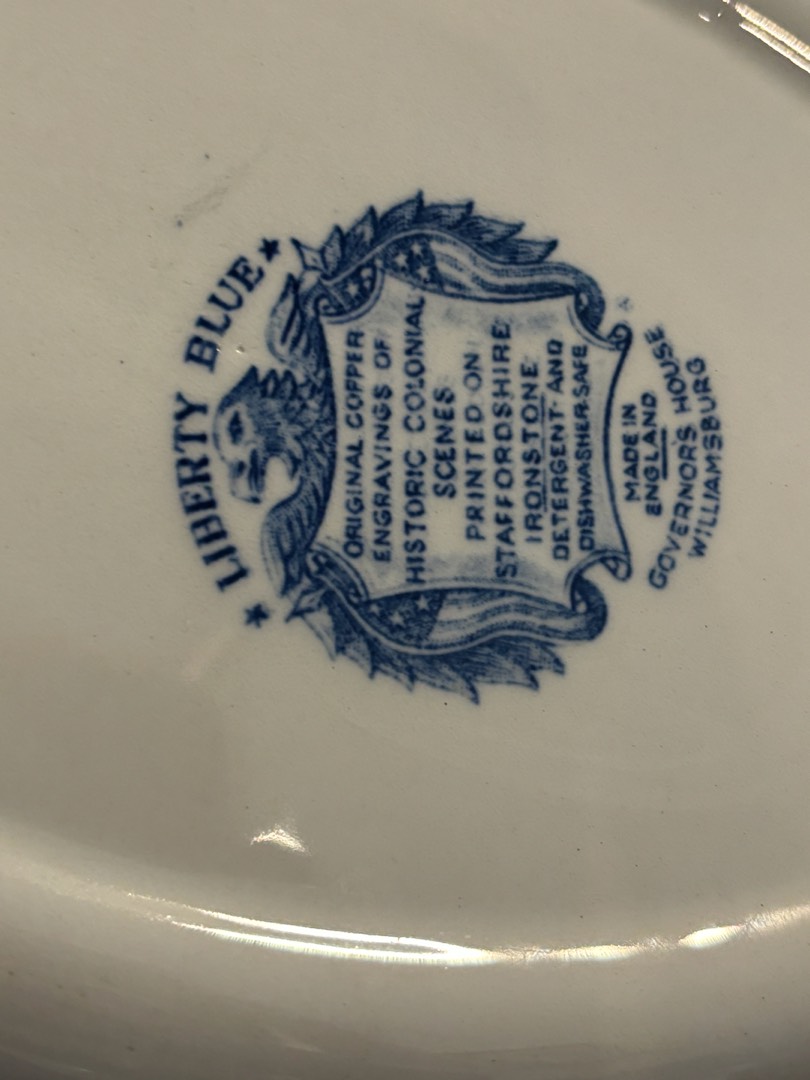 ★ LIBERTY BLUE ★
ORIGINAL COPPER
ENGRAVINGS OF
HISTORIC COLONIAL
SCENES
PRINTED ON
STAFFORDSHIRE
IRONSTONE
DETERGENT AND
DISHWASHER SAFE
MADE IN
ENGLAND
GOVERNOR'S HOUSE
WILLIAMSBURG